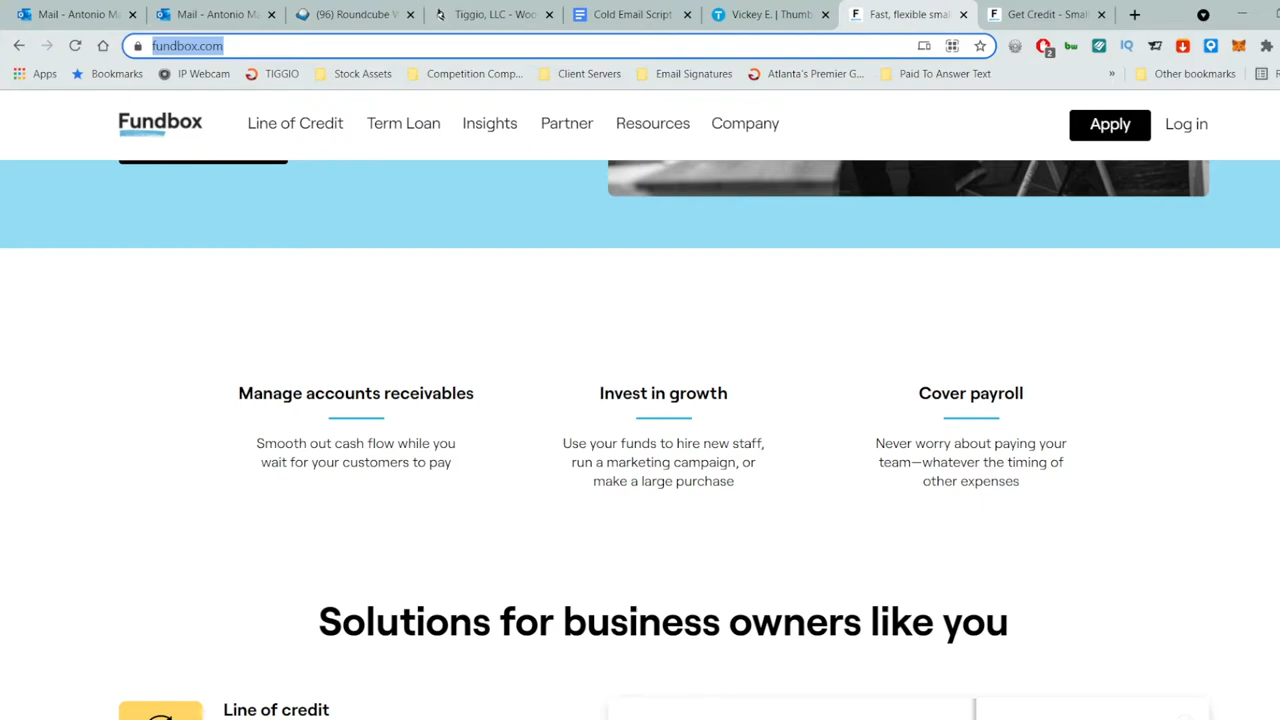 Mail - Antonio M
Mail - Antonio Ma
(96) Roundcube W
Tiggio, LLC - Woo
Cold Email Script
Vickey E. | Thumb
Fast, flexible smal
Get Credit - Small
fundbox.com
2
Apps
Bookmarks
IP Webcam
TIGGIO
Stock Assets
Competition Comp...
Client Servers
Email Signatures
Atlanta's Premier G...
Paid To Answer Text
»
Other bookmarks
Fundbox
Line of Credit
Term Loan
Insights
Partner
Resources
Company
Apply
Log in
Manage accounts receivables
Smooth out cash flow while you
wait for your customers to pay
Invest in growth
Use your funds to hire new staff,
run a marketing campaign, or
make a large purchase
Cover payroll
Never worry about paying your
team—whatever the timing of
other expenses
Solutions for business owners like you
Line of credit